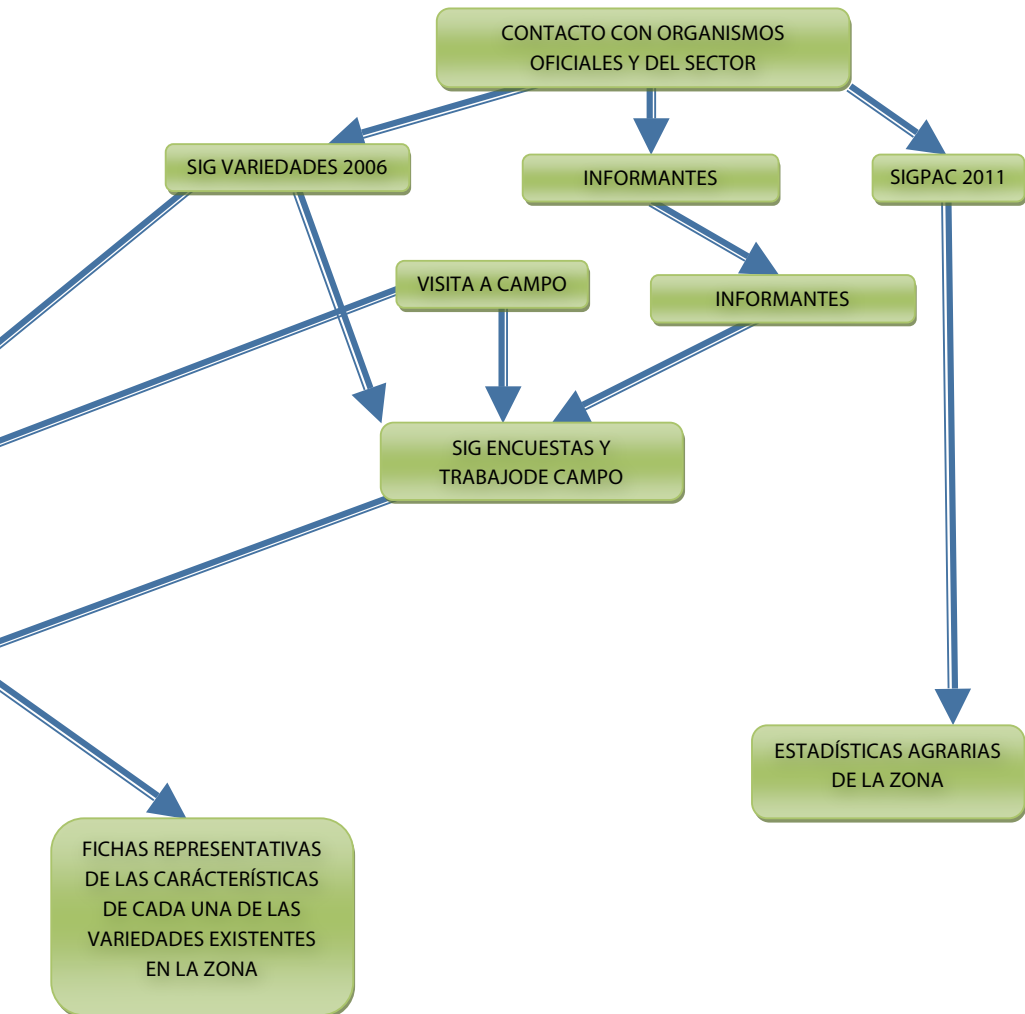 CONTACTO CON ORGANISMOS
OFICIALES Y DEL SECTOR
SIG VARIEDADES 2006
INFORMANTES
SIGPAC 2011
VISITA A CAMPO
INFORMANTES
SIG ENCUESTAS Y
TRABAJODE CAMPO
ESTADÍSTICAS AGRARIAS
DE LA ZONA
FICHAS REPRESENTATIVAS
DE LAS CARÁCTERÍSTICAS
DE CADA UNA DE LAS
VARIEDADES EXISTENTES
EN LA ZONA